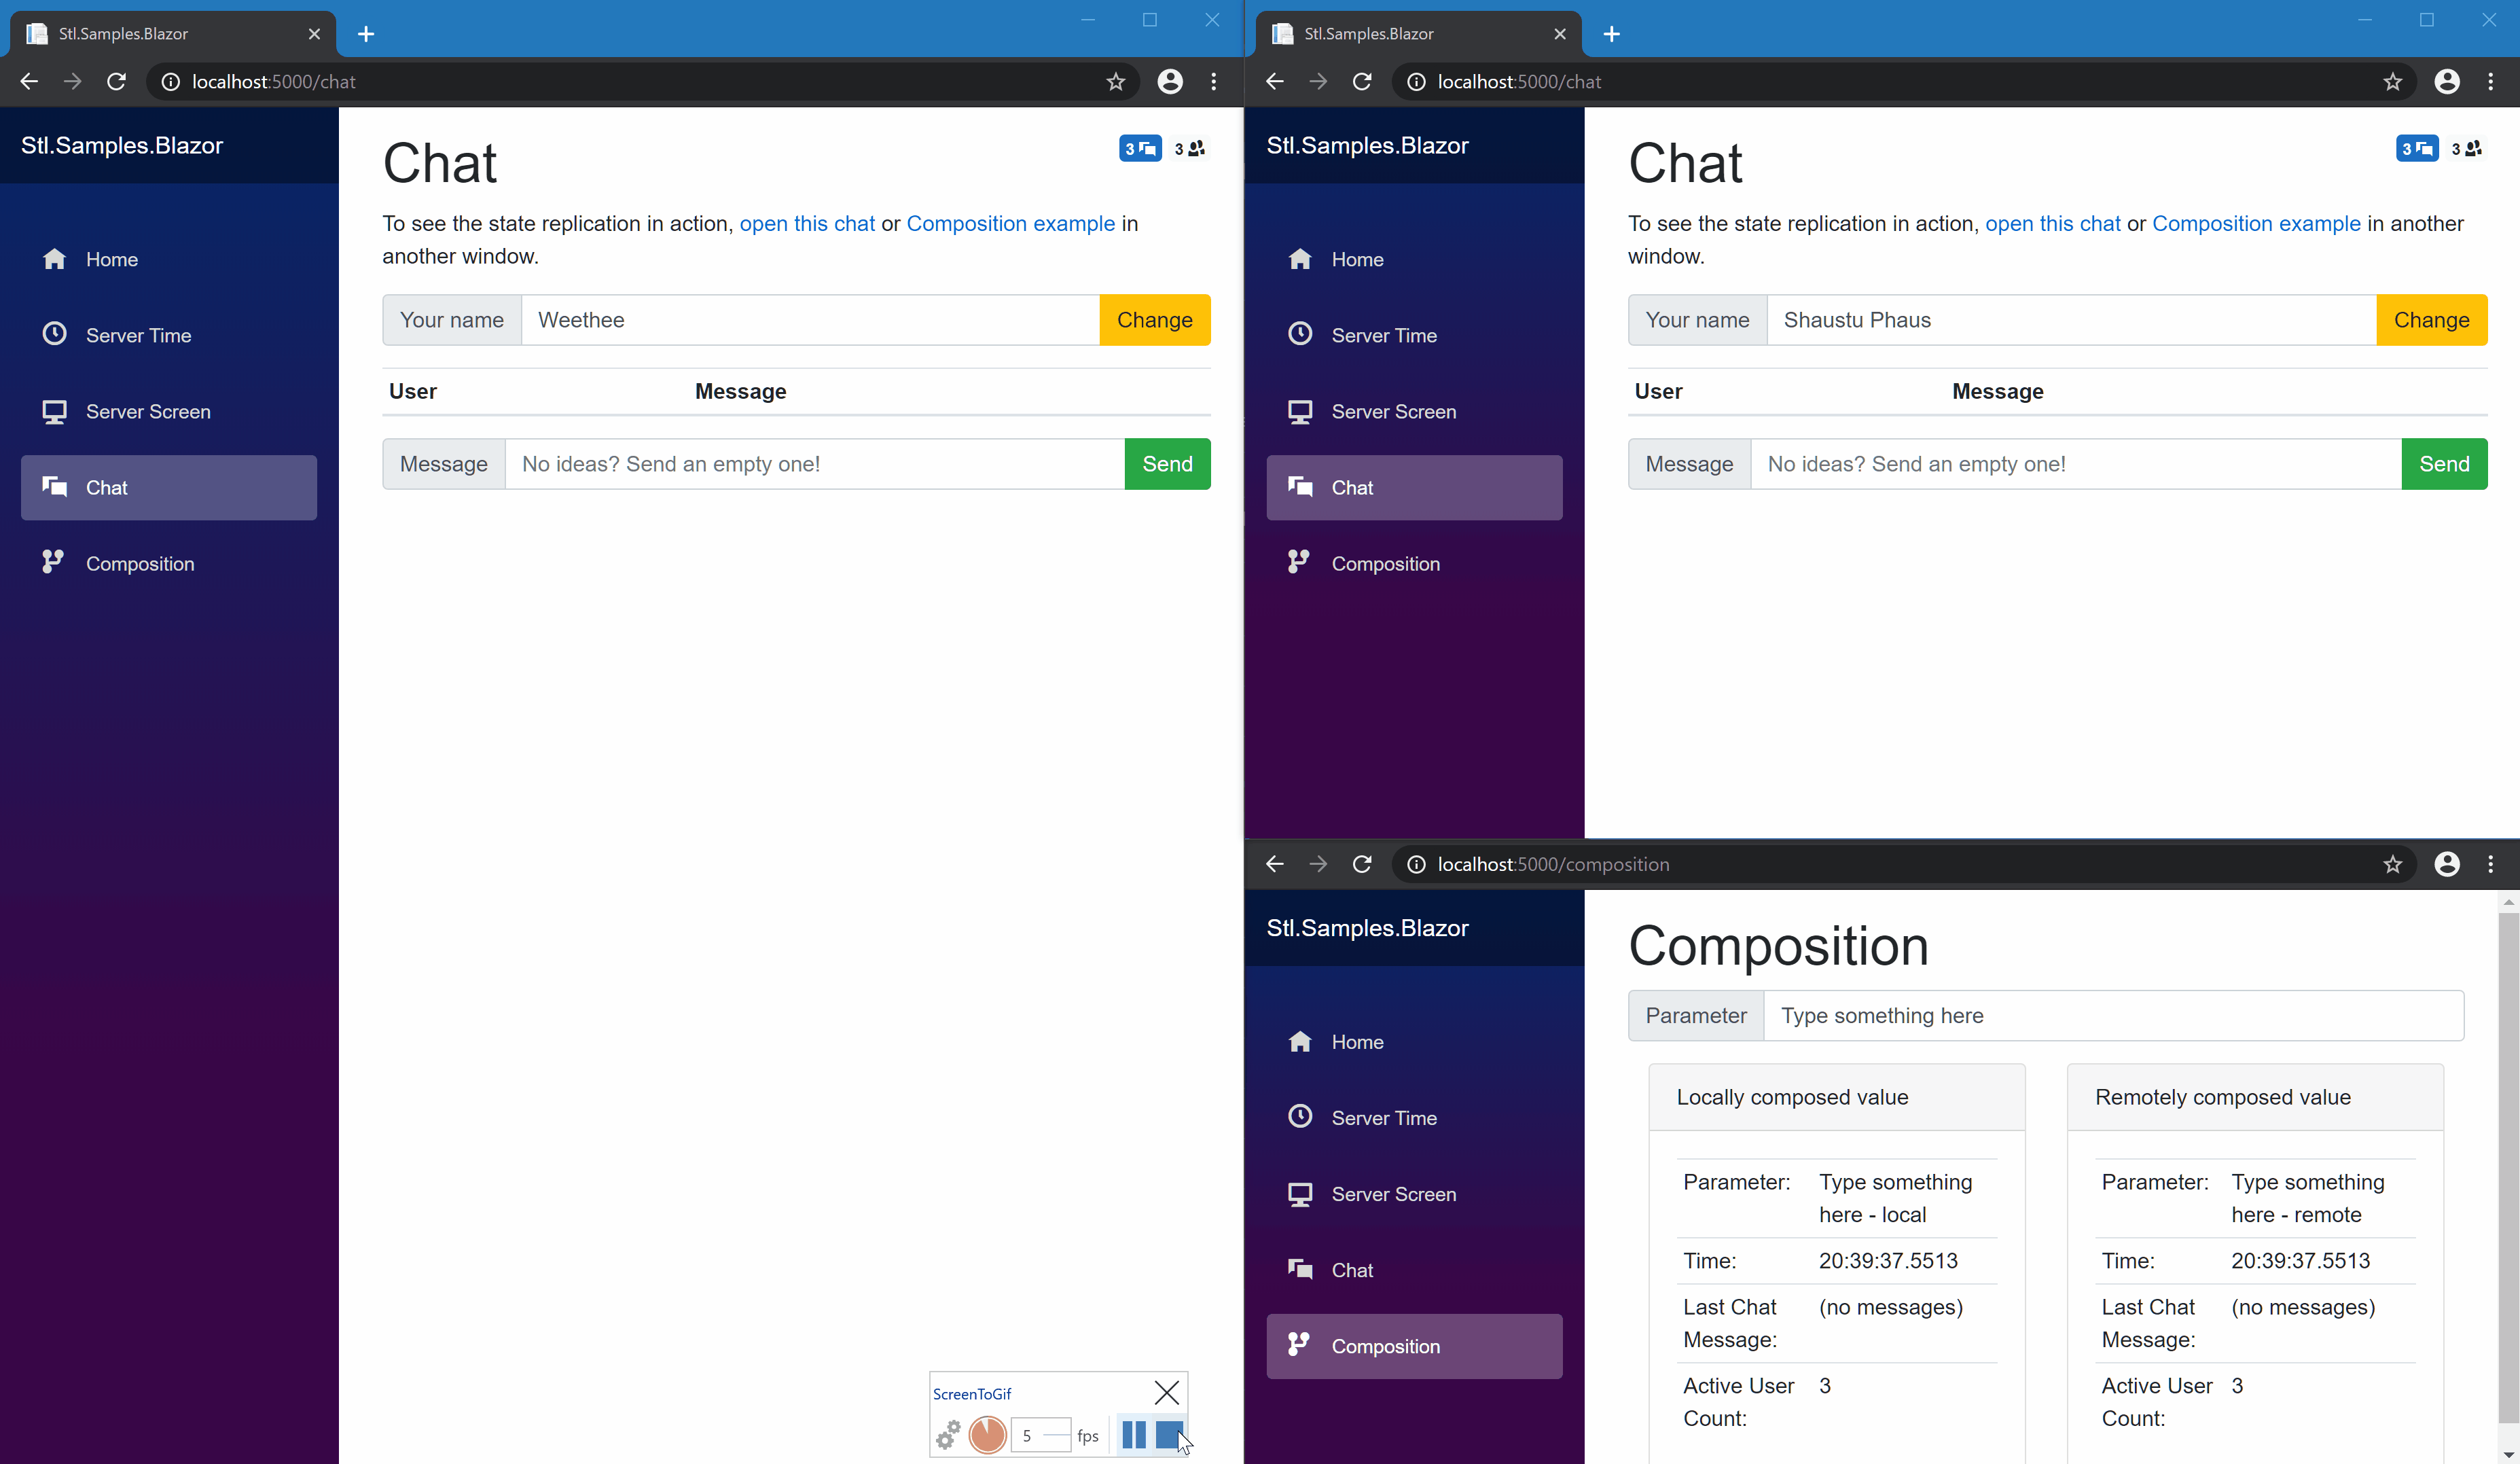 Stl.Samples.Blazor
localhost:5000/chat
Stl.Samples.Blazor
Home
Server Time
Server Screen
Chat
Composition
Chat
3
3
To see the state replication in action, open this chat or Composition example in
another window.
Your name Weethee Change
User Message
Message No ideas? Send an empty one! Send
ScreenToGif
5 fps
Stl.Samples.Blazor
localhost:5000/chat
Stl.Samples.Blazor
Home
Server Time
Server Screen
Chat
Composition
Chat
3
3
To see the state replication in action, open this chat or Composition example in another
window.
Your name Shaustu Phaus Change
User Message
Message No ideas? Send an empty one! Send
localhost:5000/composition
Stl.Samples.Blazor
Home
Server Time
Server Screen
Chat
Composition
Composition
Parameter Type something here
Locally composed value
Parameter: Type something
here - local
Time: 20:39:37.5513
Last Chat (no messages)
Message:
Active User 3
Count:
Remotely composed value
Parameter: Type something
here - remote
Time: 20:39:37.5513
Last Chat (no messages)
Message:
Active User 3
Count: